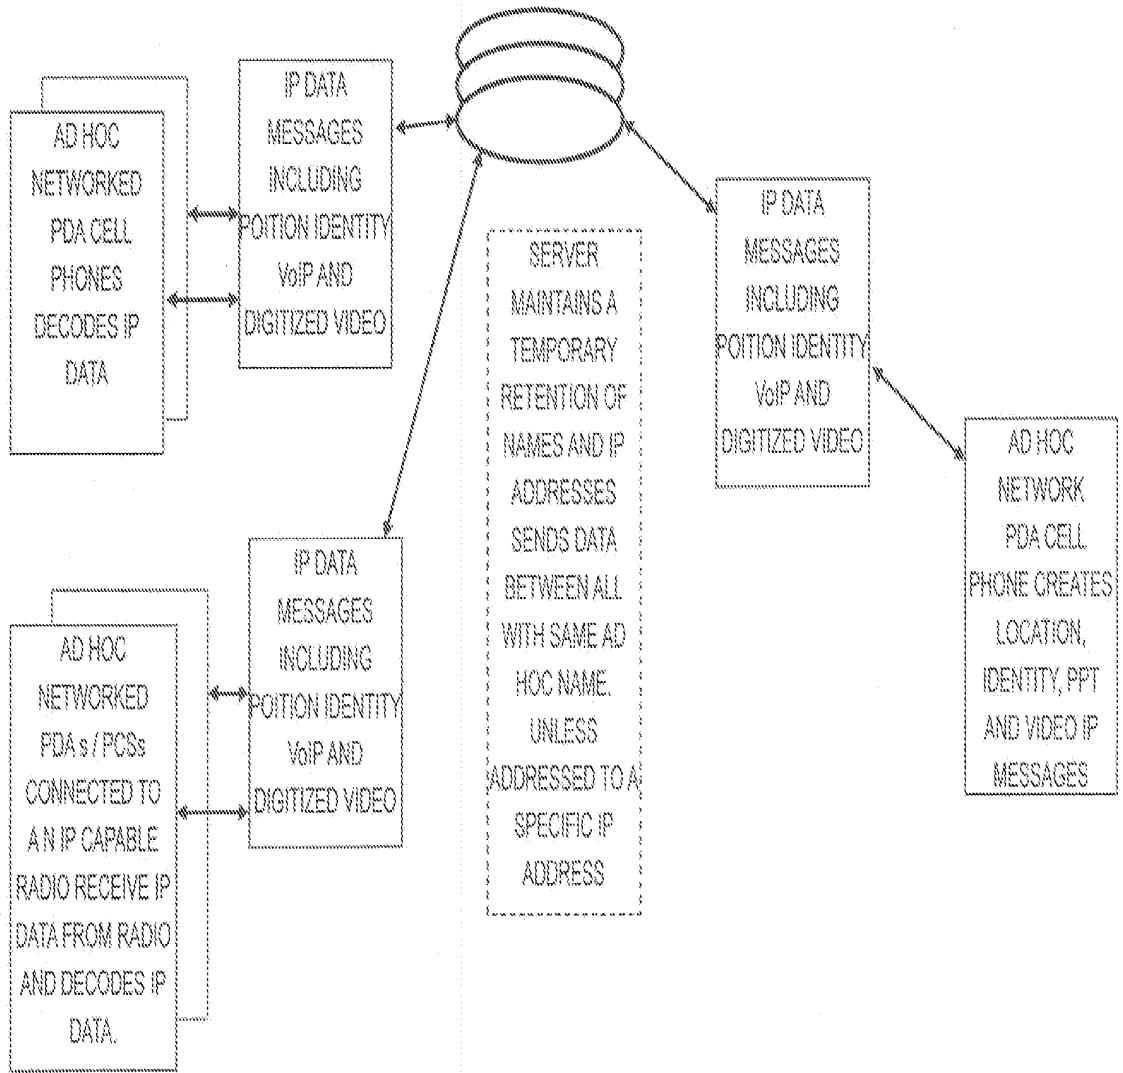 IP DATA
MESSAGES
INCLUDING
POITION IDENTITY
VoIP AND
DIGITIZED VIDEO
AD HOC
NETWORKED
PDA CELL
PHONES
DECODES IP
DATA
IP DATA
MESSAGES
INCLUDING
POITION IDENTITY
VoIP AND
DIGITIZED VIDEO
SERVER
MAINTAINS A
TEMPORARY
RETENTION OF
NAMES AND IP
ADDRESSES
SENDS DATA
BETWEEN ALL
WITH SAME AD
HOC NAME.
UNLESS
ADDRESSED TO A
SPECIFIC IP
ADDRESS
AD HOC
NETWORK
PDA CELL
PHONE CREATES
LOCATION,
IDENTITY, PPT
AND VIDEO IP
MESSAGES
IP DATA
MESSAGES
INCLUDING
POITION IDENTITY
VoIP AND
DIGITIZED VIDEO
AD HOC
NETWORKED
PDA s / PCSs
CONNECTED TO
A N IP CAPABLE
RADIO RECEIVE IP
DATA FROM RADIO
AND DECODES IP
DATA.